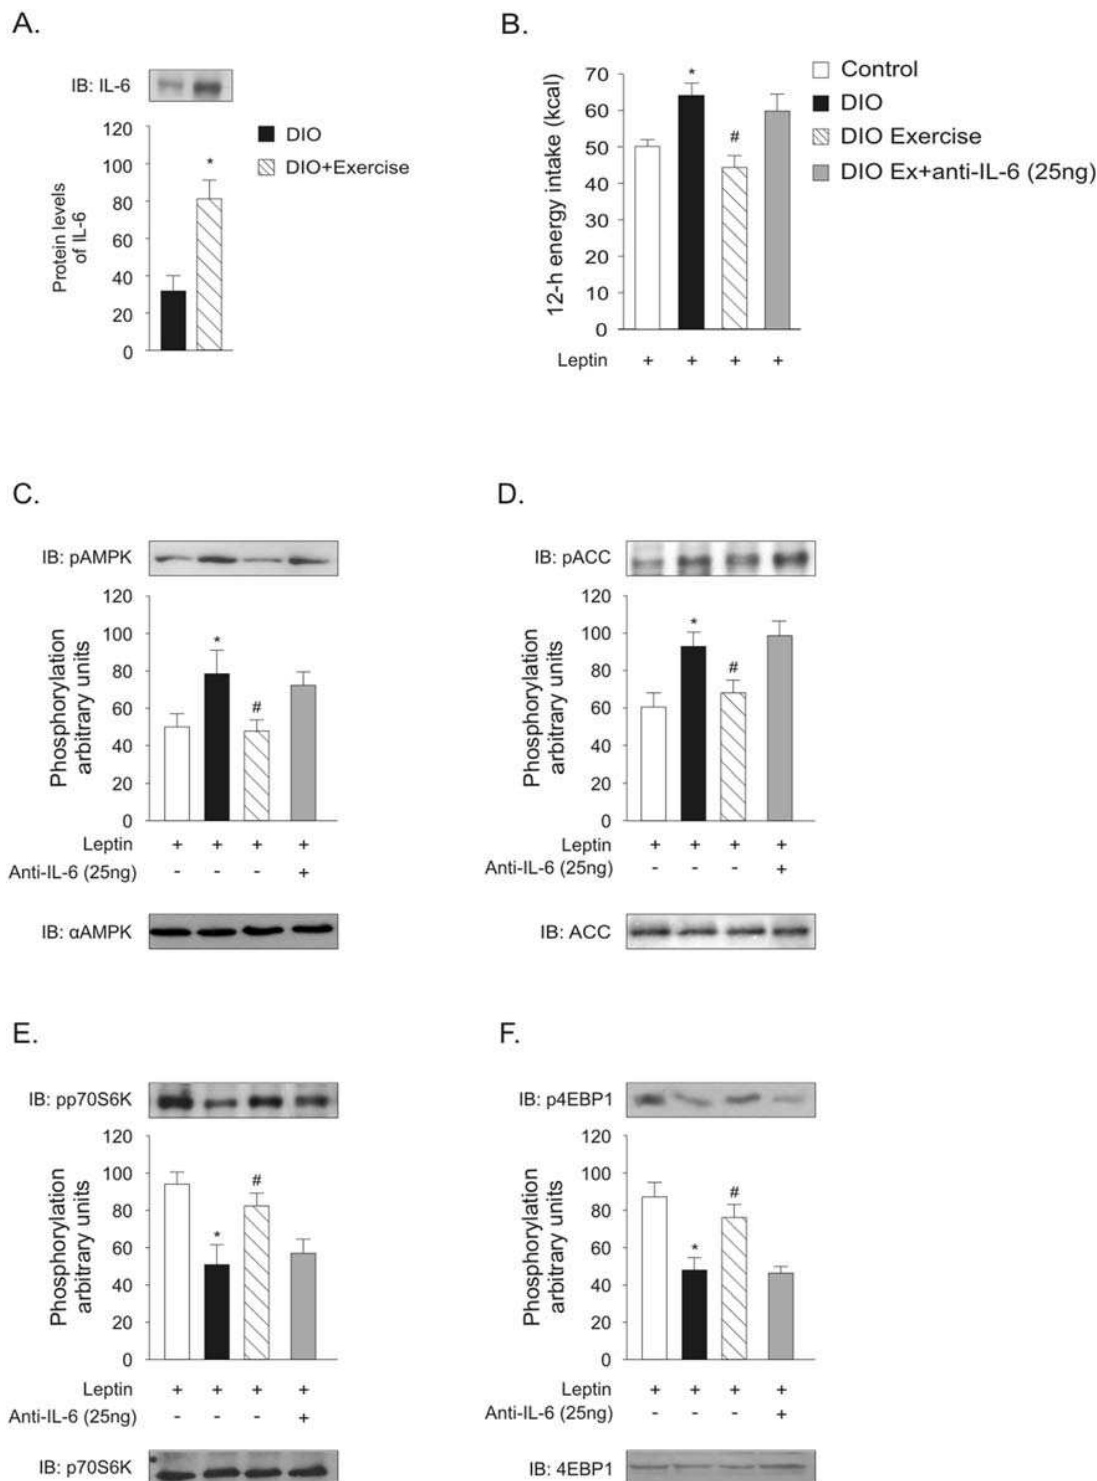 A.
IB: IL-6
120
100
80
60
40
20
0
Protein levels
of IL-6
*
DIO
DIO+Exercise
B.
70
60
50
40
30
20
10
0
12-h energy intake (kcal)
*
#
Leptin + + + +
Control
DIO
DIO Exercise
DIO Ex+anti-IL-6 (25ng)
C.
IB: pAMPK
120
100
80
60
40
20
0
Phosphorylation
arbitrary units
*
#
Leptin + + + +
Anti-IL-6 (25ng) - - - +
IB: αAMPK
D.
IB: pACC
120
100
80
60
40
20
0
Phosphorylation
arbitrary units
*
#
Leptin + + + +
Anti-IL-6 (25ng) - - - +
IB: ACC
E.
IB: pp70S6K
120
100
80
60
40
20
0
Phosphorylation
arbitrary units
*
#
Leptin + + + +
Anti-IL-6 (25ng) - - - +
IB: p70S6K
F.
IB: p4EBP1
120
100
80
60
40
20
0
Phosphorylation
arbitrary units
*
#
Leptin + + + +
Anti-IL-6 (25ng) - - - +
IB: 4EBP1